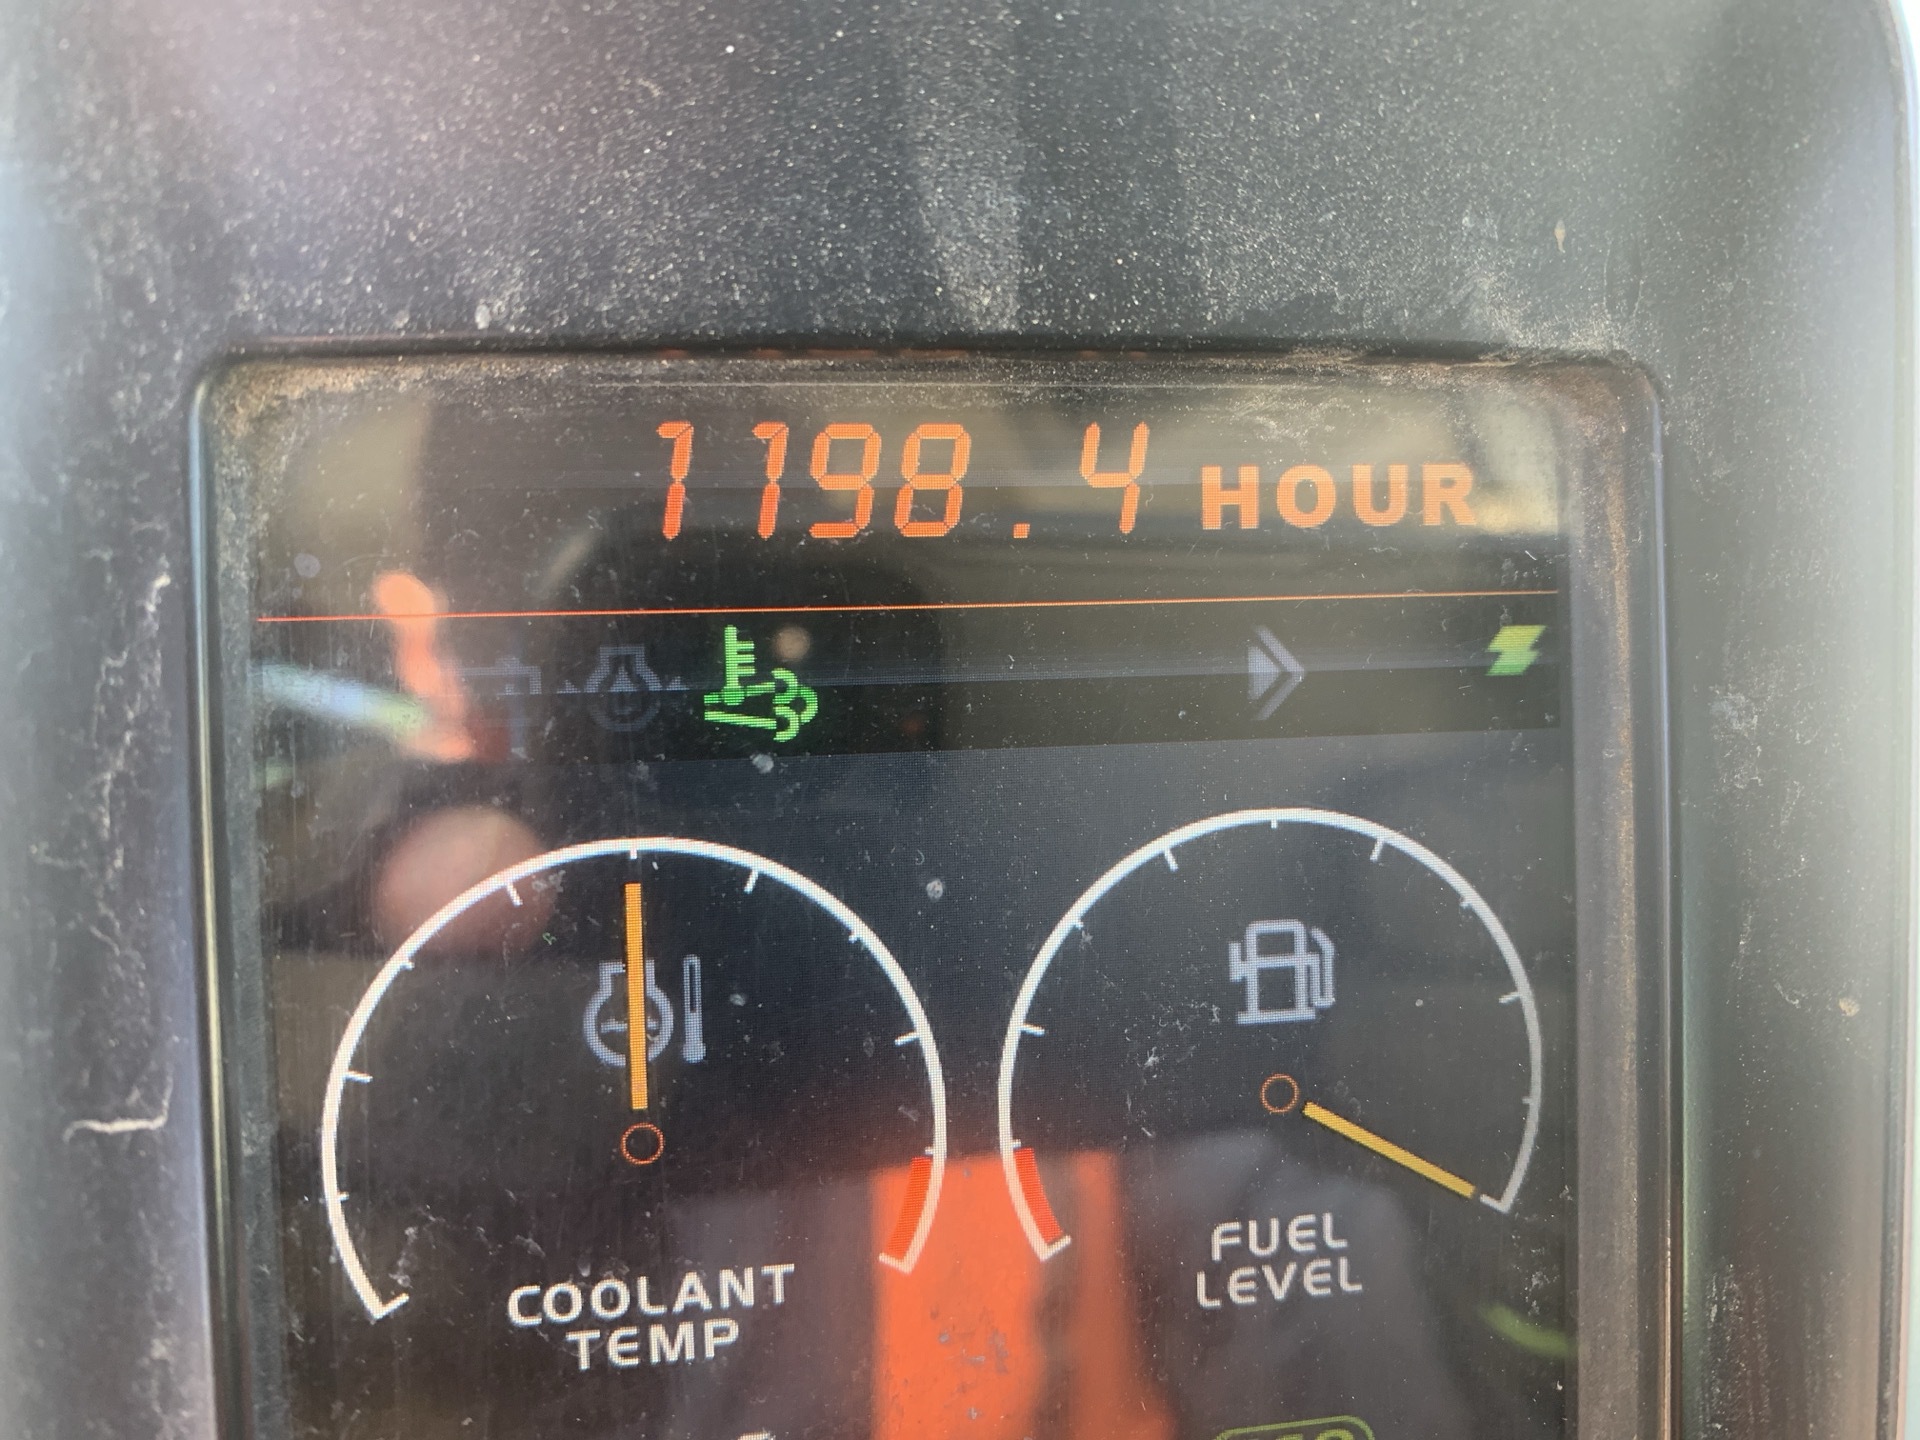 1198.4 HOUR
COOLANT
TEMP
FUEL
LEVEL